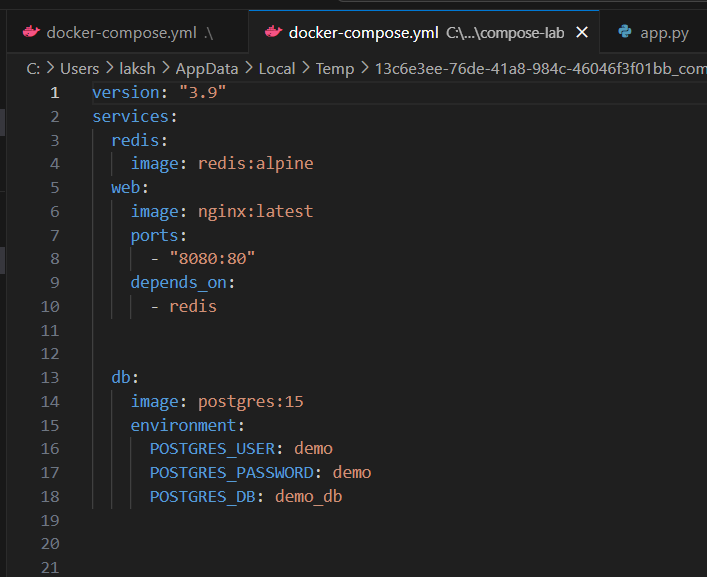 docker-compose.yml .\ docker-compose.yml C:\...\compose-lab app.py
C: > Users > laksh > AppData > Local > Temp > 13c6e3ee-76de-41a8-984c-46046f3f01bb_com
1 version: "3.9"
2 services:
3   redis:
4     image: redis:alpine
5   web:
6     image: nginx:latest
7     ports:
8       - "8080:80"
9     depends_on:
10       - redis
11
12
13   db:
14     image: postgres:15
15     environment:
16       POSTGRES_USER: demo
17       POSTGRES_PASSWORD: demo
18       POSTGRES_DB: demo_db
19
20
21